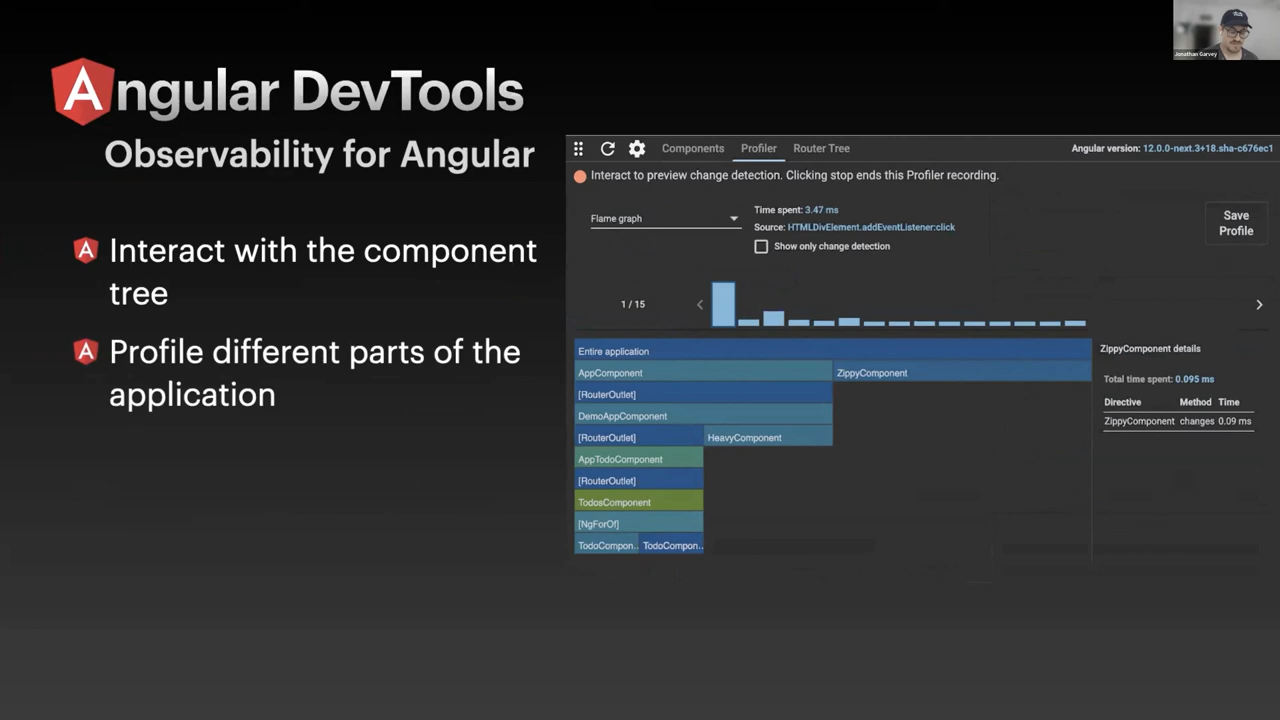 Jonathan Garvey
Angular DevTools
Observability for Angular
Interact with the component
tree
Profile different parts of the
application
Components Profiler Router Tree
Angular version: 12.0.0-next.3+18.sha-c676ec1
Interact to preview change detection. Clicking stop ends this Profiler recording.
Flame graph
Time spent: 3.47 ms
Source: HTMLDivElement.addEventListener:click
Show only change detection
Save
Profile
1 / 15
Entire application
AppComponent ZippyComponent
[RouterOutlet]
DemoAppComponent
[RouterOutlet] HeavyComponent
AppTodoComponent
[RouterOutlet]
TodosComponent
[NgForOf]
TodoCompon.. TodoCompon..
ZippyComponent details
Total time spent: 0.095 ms
Directive Method Time
ZippyComponent changes 0.09 ms